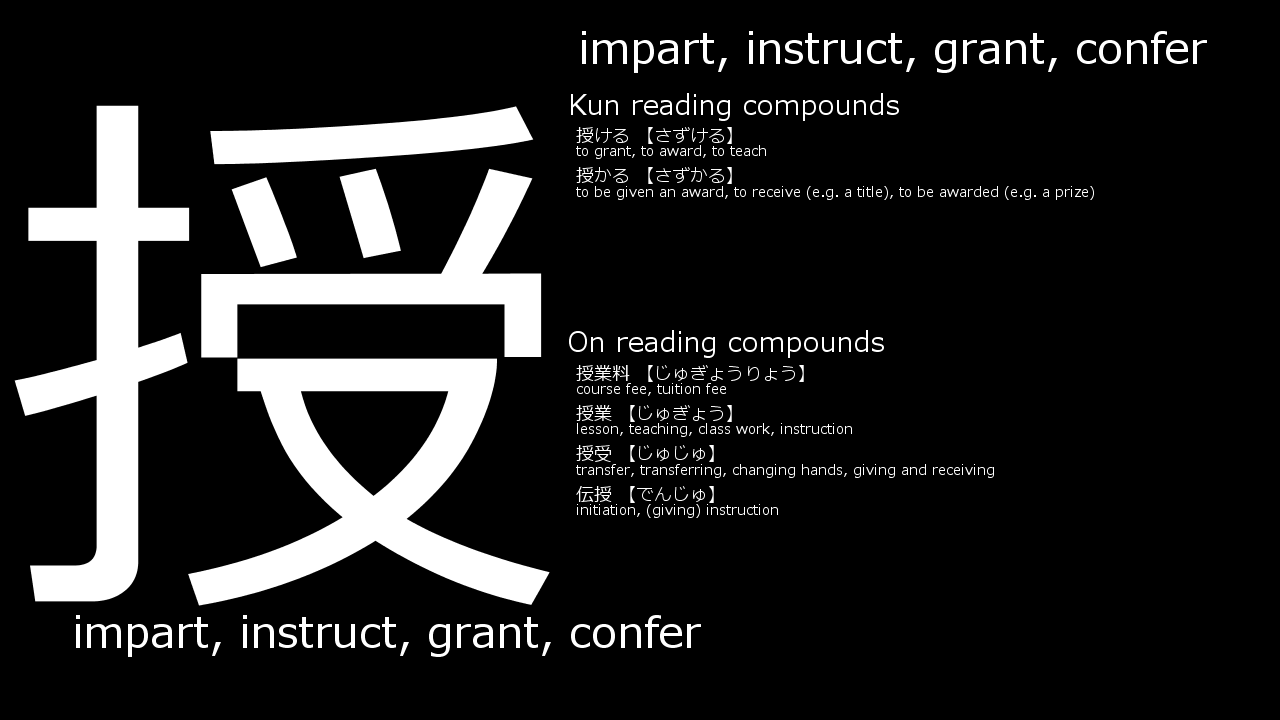 授
impart, instruct, grant, confer
impart, instruct, grant, confer
Kun reading compounds
授ける 【さずける】
to grant, to award, to teach
授かる 【さずかる】
to be given an award, to receive (e.g. a title), to be awarded (e.g. a prize)
On reading compounds
授業料 【じゅぎょうりょう】
course fee, tuition fee
授業 【じゅぎょう】
lesson, teaching, class work, instruction
授受 【じゅじゅ】
transfer, transferring, changing hands, giving and receiving
伝授 【でんじゅ】
initiation, (giving) instruction